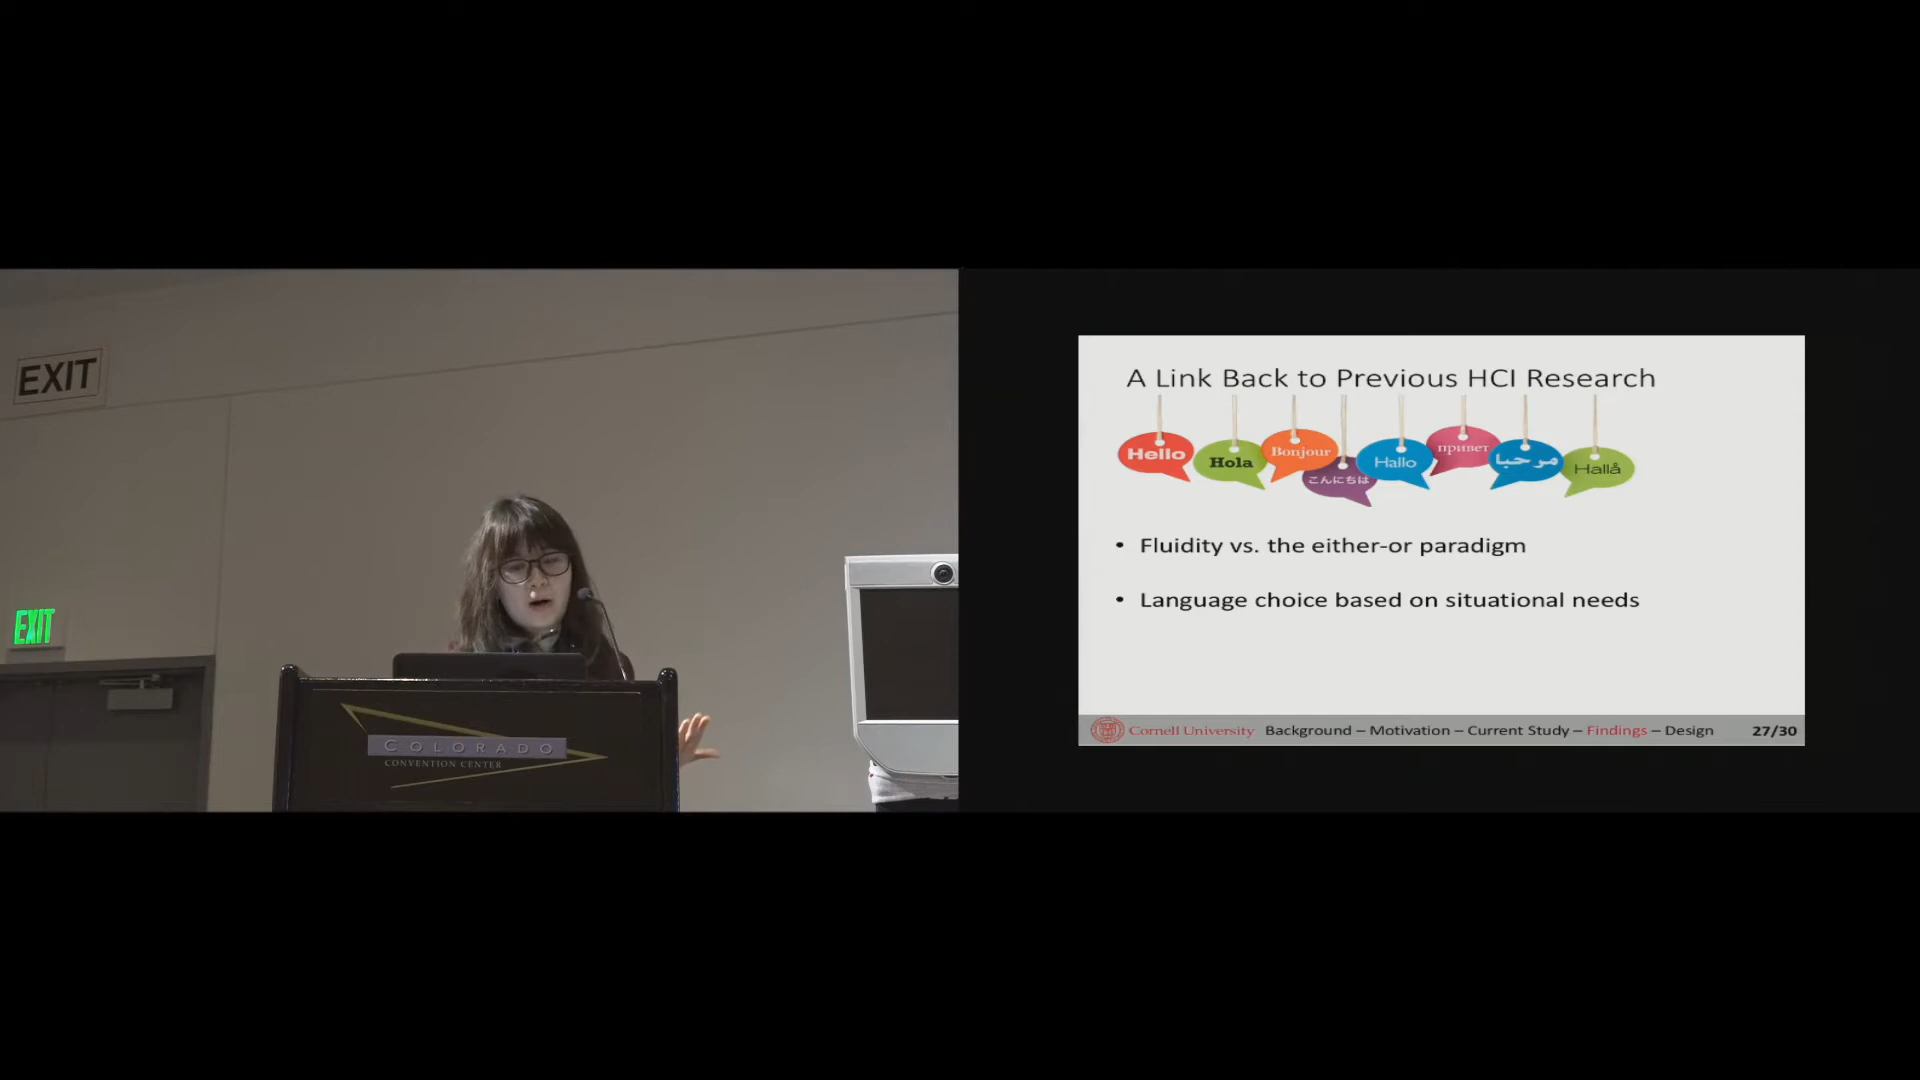 EXIT
EXIT
COLORADO
CONVENTION CENTER
A Link Back to Previous HCI Research
Hello
Hola
Bonjour
こんにちは
Hallo
привет
مرحبا
Hallå
• Fluidity vs. the either-or paradigm
• Language choice based on situational needs
Cornell University Background – Motivation – Current Study – Findings – Design 27/30